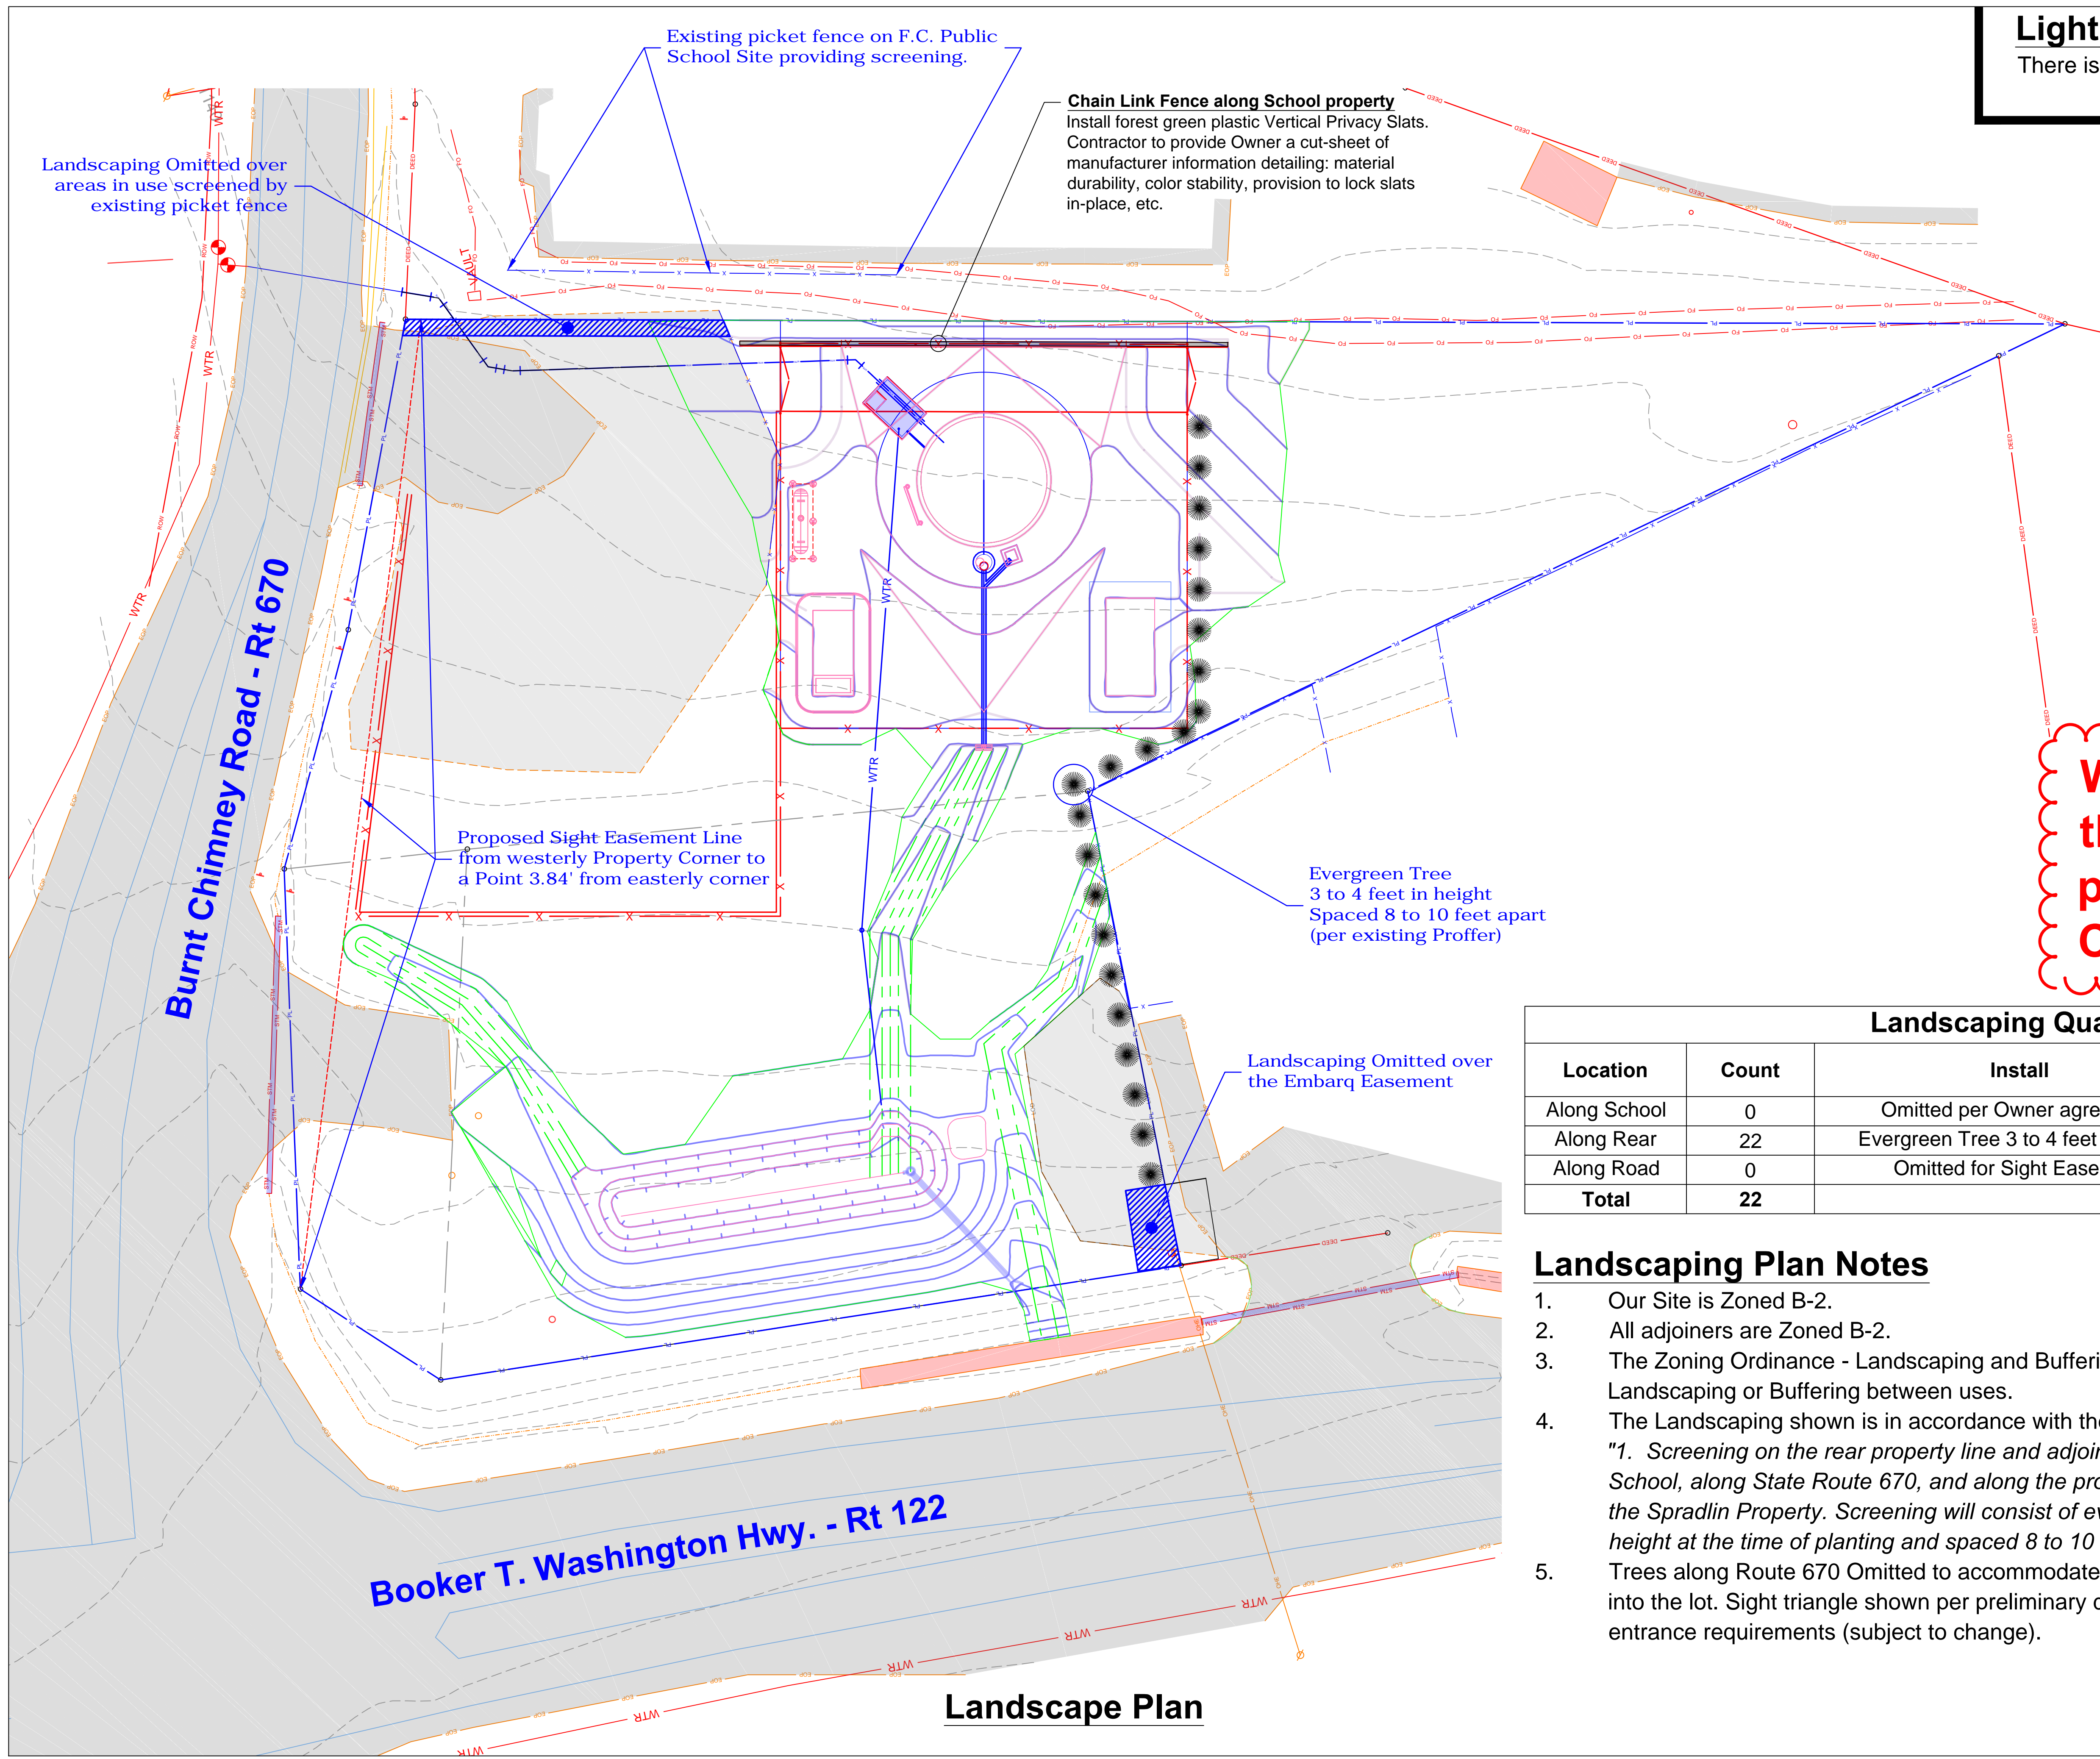 Light
There is
Existing picket fence on F.C. Public
School Site providing screening.
Chain Link Fence along School property
Install forest green plastic Vertical Privacy Slats.
Contractor to provide Owner a cut-sheet of
manufacturer information detailing: material
durability, color stability, provision to lock slats
in-place, etc.
Landscaping Omitted over
areas in use screened by
existing picket fence
VAULT
WTR
WTR
WTR
WTR
WTR
Burnt Chimney Road - Rt 670
Proposed Sight Easement Line
from westerly Property Corner to
a Point 3.84' from easterly corner
Evergreen Tree
3 to 4 feet in height
Spaced 8 to 10 feet apart
(per existing Proffer)
W
th
p
O
Landscaping Omitted over
the Embarq Easement
Landscaping Qua
Location Count Install
Along School 0 Omitted per Owner agre
Along Rear 22 Evergreen Tree 3 to 4 feet
Along Road 0 Omitted for Sight Ease
Total 22
Landscaping Plan Notes
1. Our Site is Zoned B-2.
2. All adjoiners are Zoned B-2.
3. The Zoning Ordinance - Landscaping and Bufferi
Landscaping or Buffering between uses.
4. The Landscaping shown is in accordance with the
"1. Screening on the rear property line and adjoin
School, along State Route 670, and along the pro
the Spradlin Property. Screening will consist of ev
height at the time of planting and spaced 8 to 10
5. Trees along Route 670 Omitted to accommodate
into the lot. Sight triangle shown per preliminary
entrance requirements (subject to change).
Booker T. Washington Hwy. - Rt 122
WTR
WTR
WTR
WTR
WTR
Landscape Plan